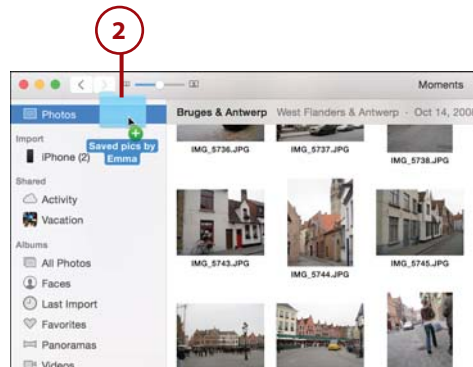 2
Moments
Photos
Bruges & Antwerp West Flanders & Antwerp · Oct 14, 200
Import
Saved pics by
Emma
iPhone (2)
IMG_5736.JPG
IMG_5737.JPG
IMG_5738.JPG
Shared
Activity
Vacation
IMG_5743.JPG
IMG_5744.JPG
IMG_5745.JPG
Albums
All Photos
Faces
Last Import
Favorites
Panoramas
Videos